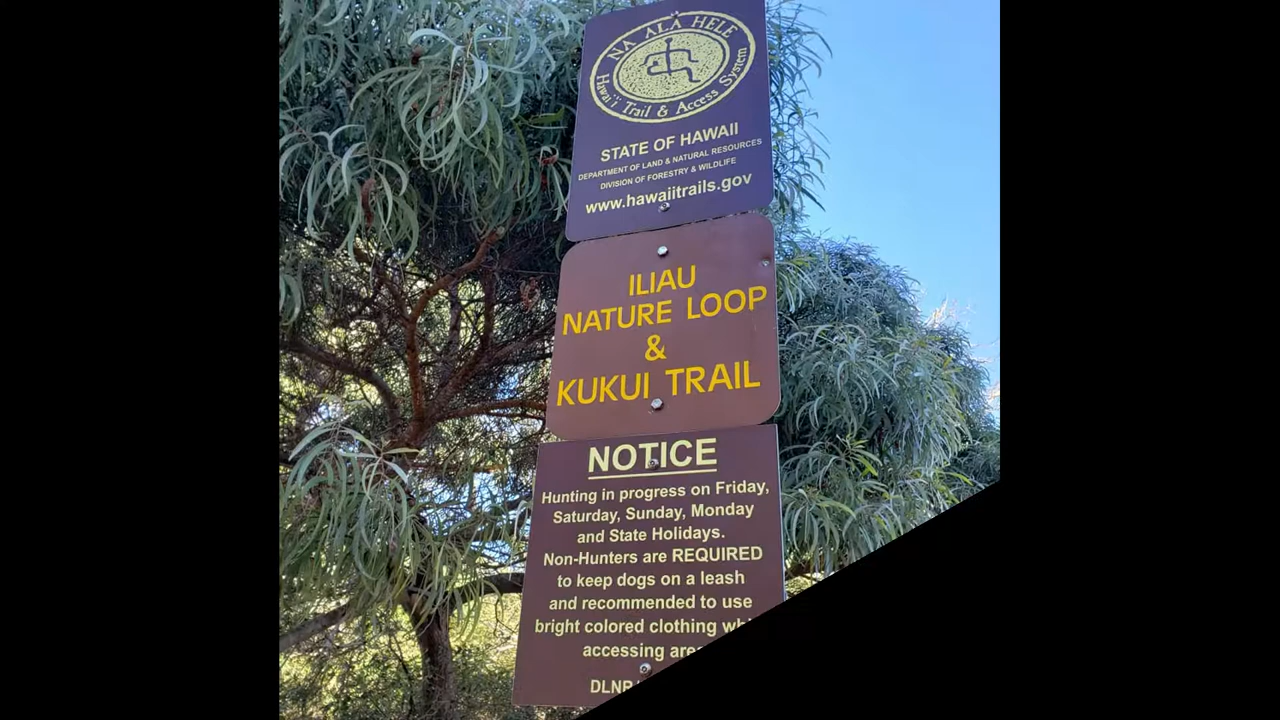 NA ALA HELE
Hawai'i Trail & Access System
STATE OF HAWAII
DEPARTMENT OF LAND & NATURAL RESOURCES
DIVISION OF FORESTRY & WILDLIFE
www.hawaiitrails.gov
ILIAU
NATURE LOOP
&
KUKUI TRAIL
NOTICE
Hunting in progress on Friday,
Saturday, Sunday, Monday
and State Holidays.
Non-Hunters are REQUIRED
to keep dogs on a leash
and recommended to use
bright colored clothing
accessing